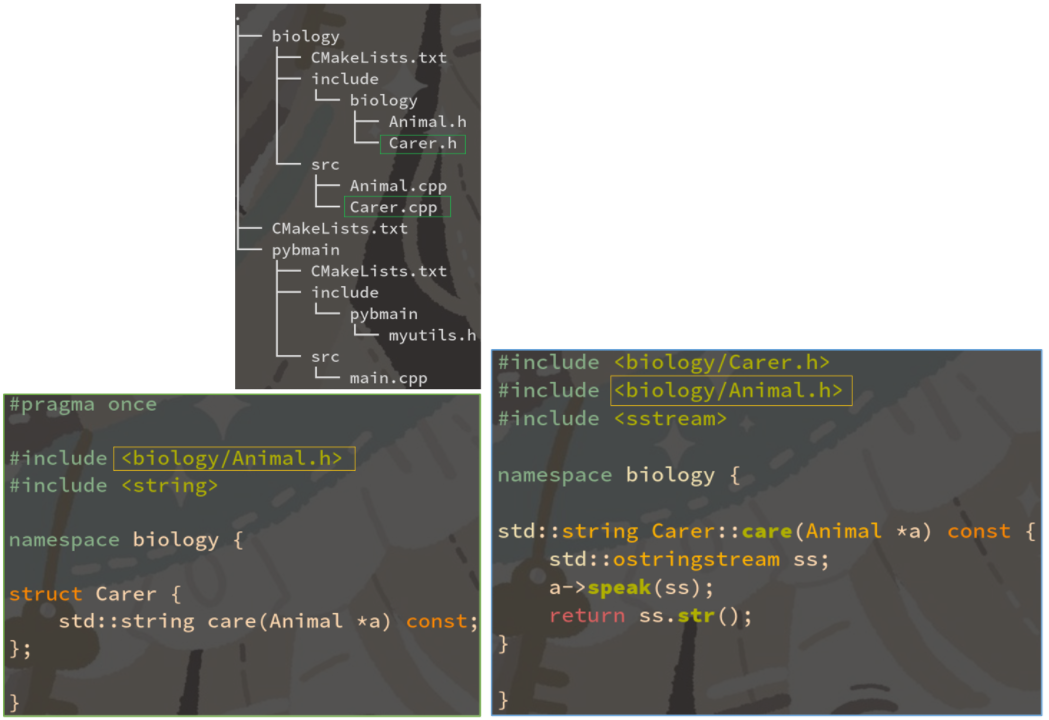 .
├── biology
│   ├── CMakeLists.txt
│   ├── include
│   │   └── biology
│   │       ├── Animal.h
│   │       └── Carer.h
│   └── src
│       ├── Animal.cpp
│       └── Carer.cpp
├── CMakeLists.txt
└── pybmain
    ├── CMakeLists.txt
    ├── include
    │   └── pybmain
    │       └── myutils.h
    └── src
        └── main.cpp
#pragma once

#include <biology/Animal.h>
#include <string>

namespace biology {

struct Carer {
    std::string care(Animal *a) const;
};

}
#include <biology/Carer.h>
#include <biology/Animal.h>
#include <sstream>

namespace biology {

std::string Carer::care(Animal *a) const {
    std::ostringstream ss;
    a->speak(ss);
    return ss.str();
}

}